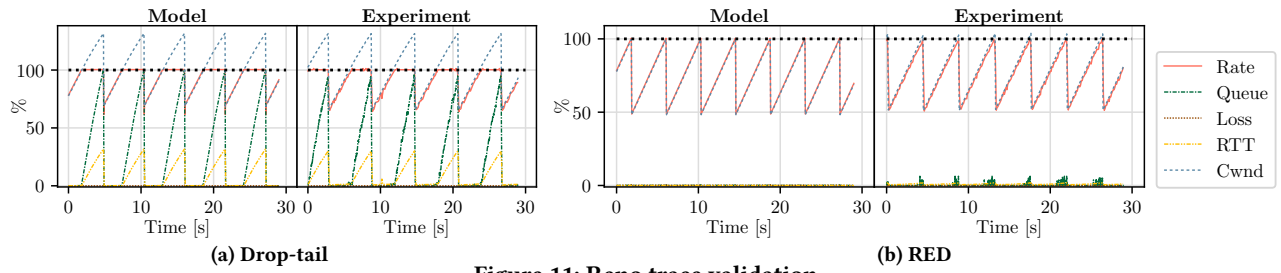 Model Experiment
100
50
0
%
0 10 20 30 0 10 20 30
Time [s] Time [s]
(a) Drop-tail
Model Experiment
100
50
0
%
0 10 20 30 0 10 20 30
Time [s] Time [s]
(b) RED
Rate
Queue
Loss
RTT
Cwnd